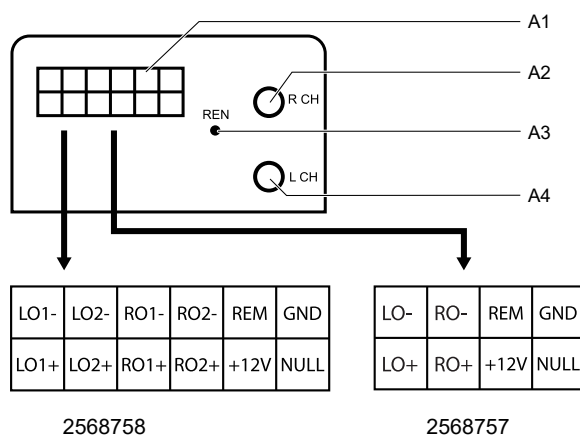 A1
A2
R CH
REN
A3
L CH
A4
LO1- LO2- RO1- RO2- REM GND
LO1+ LO2+ RO1+ RO2+ +12V NULL
LO- RO- REM GND
LO+ RO+ +12V NULL
2568758
2568757